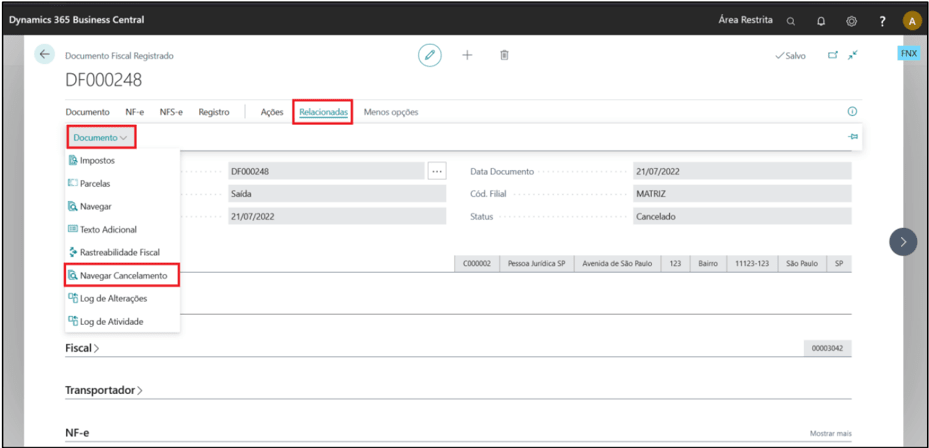 Dynamics 365 Business Central Área Restrita ? A
Documento Fiscal Registrado Salvo FNX
DF000248
Documento NF-e NFS-e Registro Ações Relacionadas Menos opções
Documento
Impostos
DF000248 ... Data Documento 21/07/2022
Parcelas
Saída Cód. Filial MATRIZ
Navegar
21/07/2022 Status Cancelado
Texto Adicional
Rastreabilidade Fiscal
C000002 Pessoa Jurídica SP Avenida de São Paulo 123 Bairro 11123-123 São Paulo SP
Navegar Cancelamento
Log de Alterações
Log de Atividade
Fiscal 00003042
Transportador
NF-e Mostrar mais